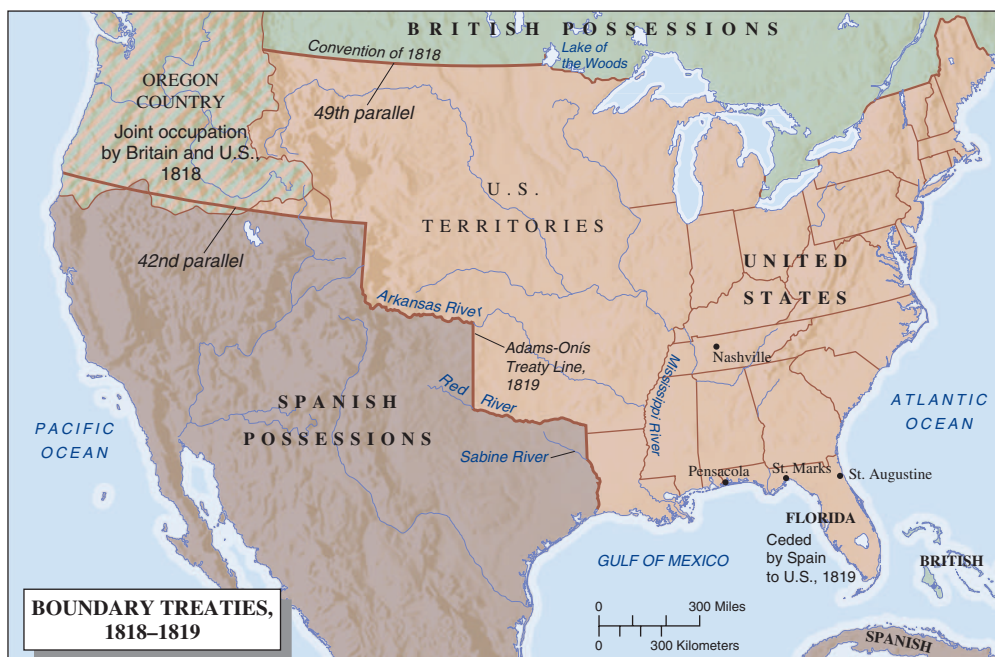 BRITISH POSSESSIONS
Convention of 1818
Lake of
the Woods
OREGON
COUNTRY
Joint occupation
by Britain and U.S.,
1818
49th parallel
U.S.
TERRITORIES
42nd parallel
UNITED
STATES
Arkansas River
Nashville
Adams-Onís
Treaty Line,
1819
Mississippi River
Red River
SPANISH
POSSESSIONS
ATLANTIC
OCEAN
PACIFIC
OCEAN
Sabine River
Pensacola
St. Marks
St. Augustine
FLORIDA
Ceded
by Spain
to U.S., 1819
GULF OF MEXICO
BRITISH
BOUNDARY TREATIES,
1818–1819
0 300 Miles
0 300 Kilometers
SPANISH